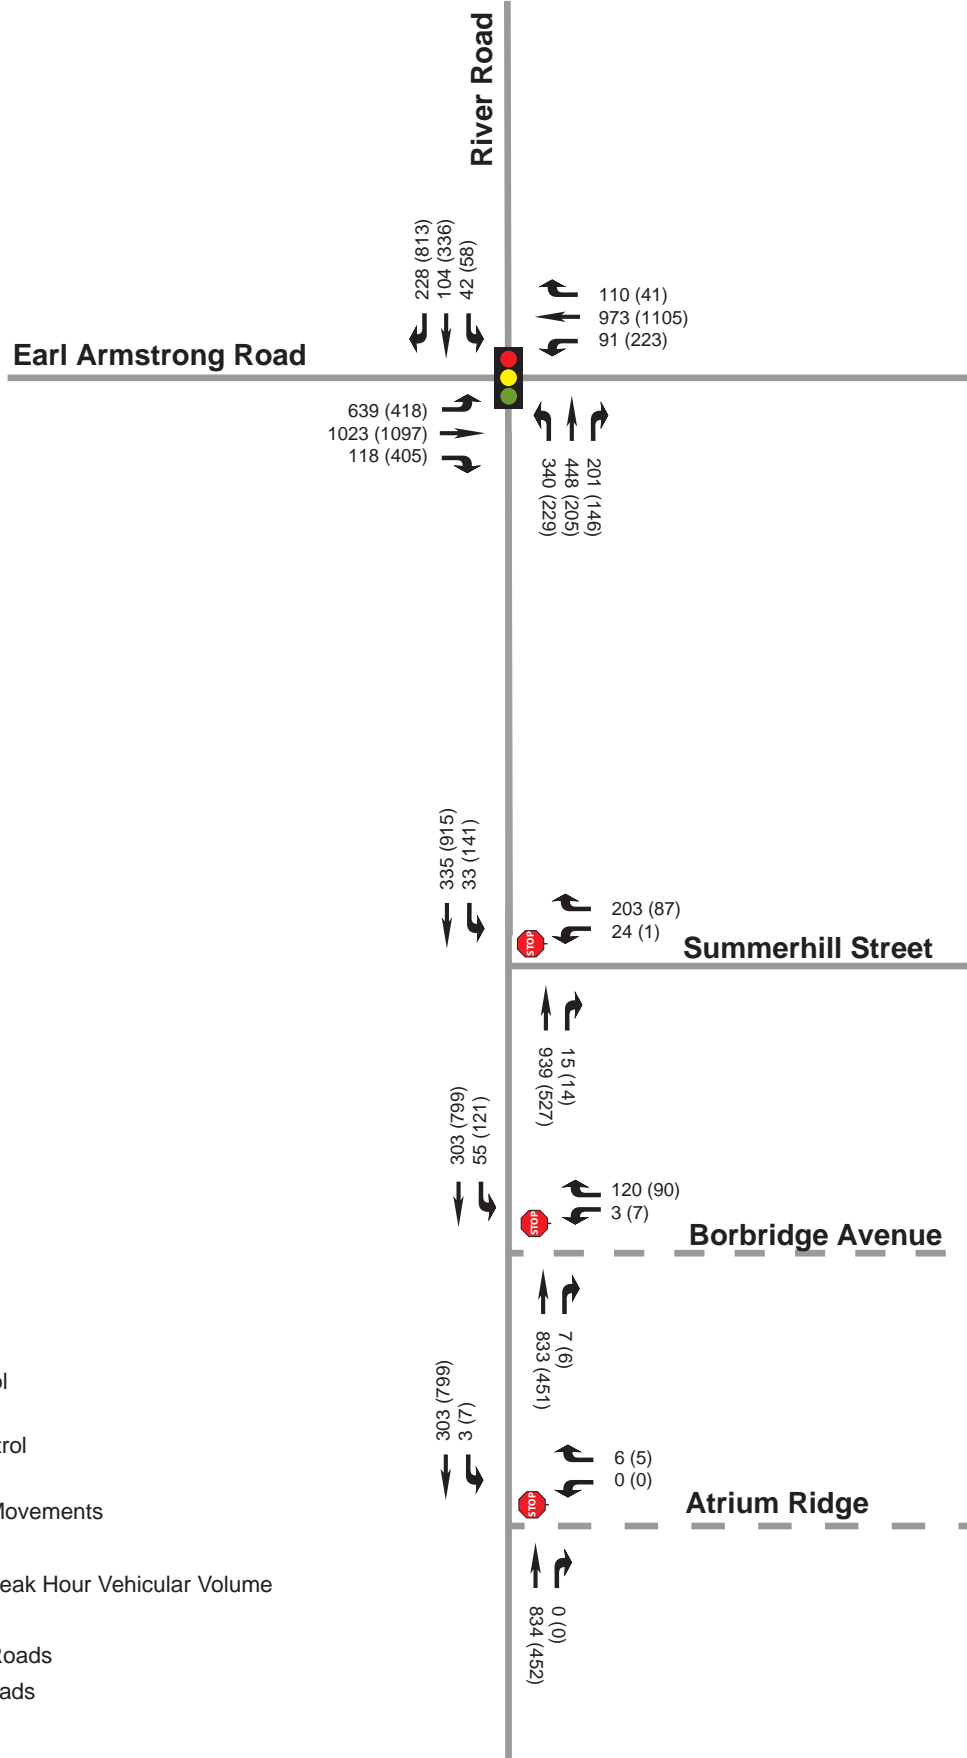 River Road
228 (813)
104 (336)
42 (58)
110 (41)
973 (1105)
91 (223)
Earl Armstrong Road
639 (418)
1023 (1097)
118 (405)
340 (229)
448 (205)
201 (146)
335 (915)
33 (141)
203 (87)
24 (1)
STOP
Summerhill Street
939 (527)
15 (14)
303 (799)
55 (121)
120 (90)
3 (7)
STOP
Borbridge Avenue
833 (451)
7 (6)
303 (799)
3 (7)
6 (5)
0 (0)
STOP
Atrium Ridge
834 (452)
0 (0)
ol
trol
Movements
eak Hour Vehicular Volume
Roads
ads